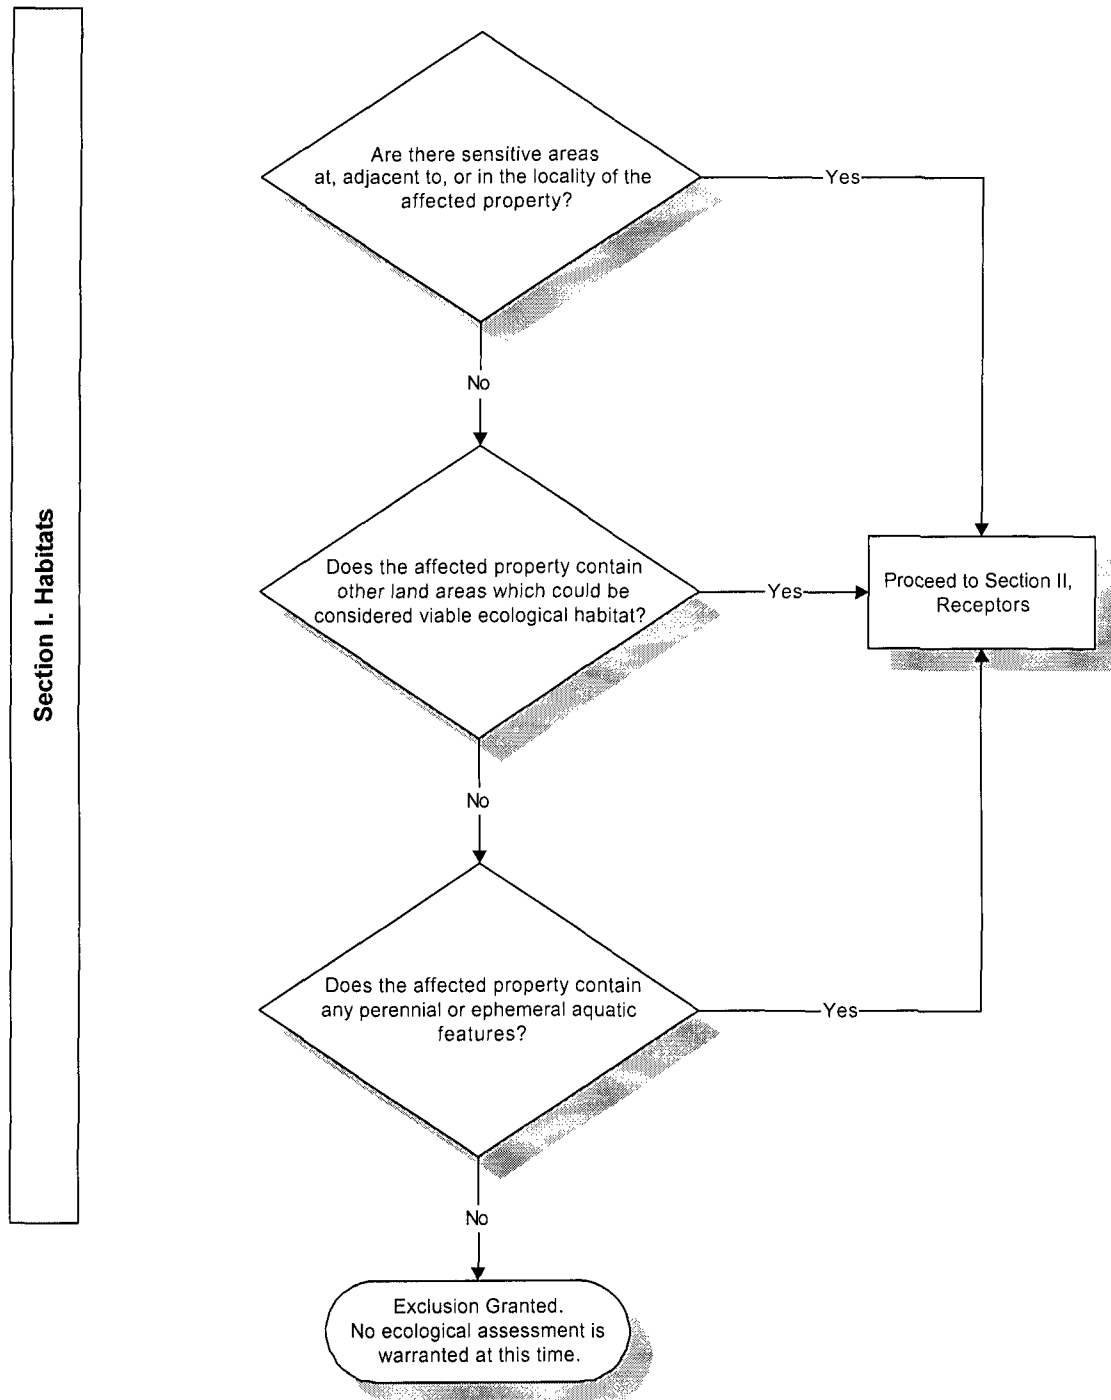 Section I. Habitats
Are there sensitive areas
at, adjacent to, or in the locality of the
affected property?
Yes
No
Does the affected property contain
other land areas which could be
considered viable ecological habitat?
Yes
Proceed to Section II,
Receptors
No
Does the affected property contain
any perennial or ephemeral aquatic
features?
Yes
No
Exclusion Granted.
No ecological assessment is
warranted at this time.